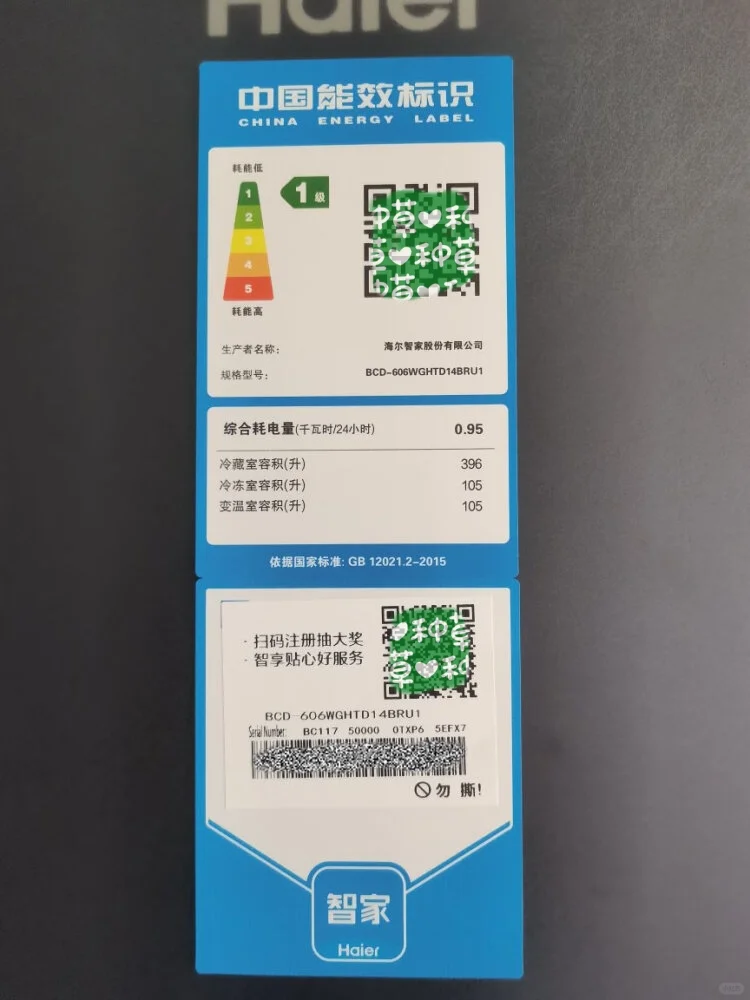 Haier
中国能效标识
CHINA ENERGY LABEL
耗能低
1
2
3
4
5
1级
耗能高
生产者名称：
海尔智家股份有限公司
规格型号：
BCD-606WGHTD14BRU1
综合耗电量(千瓦时/24小时)
0.95
冷藏室容积(升)
396
冷冻室容积(升)
105
变温室容积(升)
105
依据国家标准: GB 12021.2-2015
· 扫码注册抽大奖
· 智享贴心好服务
BCD-606WGHTD14BRU1
Serial Number: BC117 50000 0TXP6 5EFX7
勿 撕!
智家
Haier